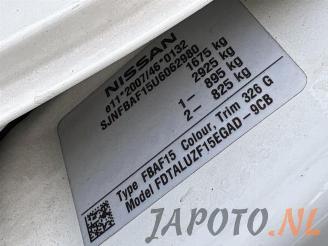 NISSAN
e11*2007/46*0132
SJNFBAF15U6062980
1675 kg
2925 kg
1- 895 kg
2- 825 kg
Type FBAF15 Colour, Trim 326 G
Model FDTALUZF15EGAD-9CB
JAPOTO.NL